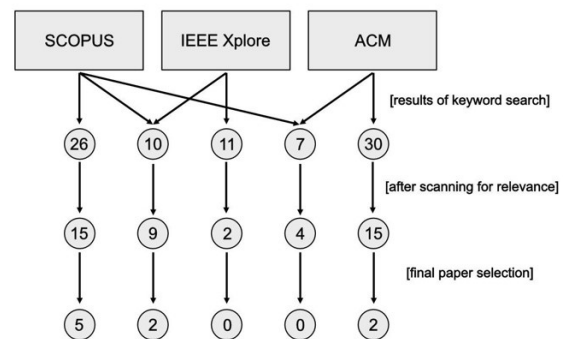 SCOPUS IEEE Xplore ACM
[results of keyword search]
26 10 11 7 30
[after scanning for relevance]
15 9 2 4 15
[final paper selection]
5 2 0 0 2